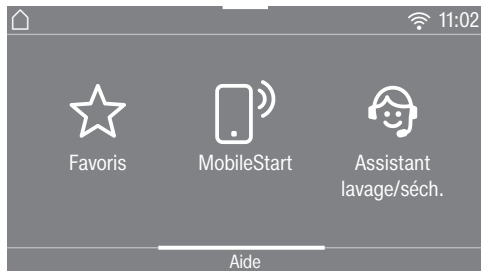 11:02
Favoris
MobileStart
Assistant
lavage/séch.
Aide